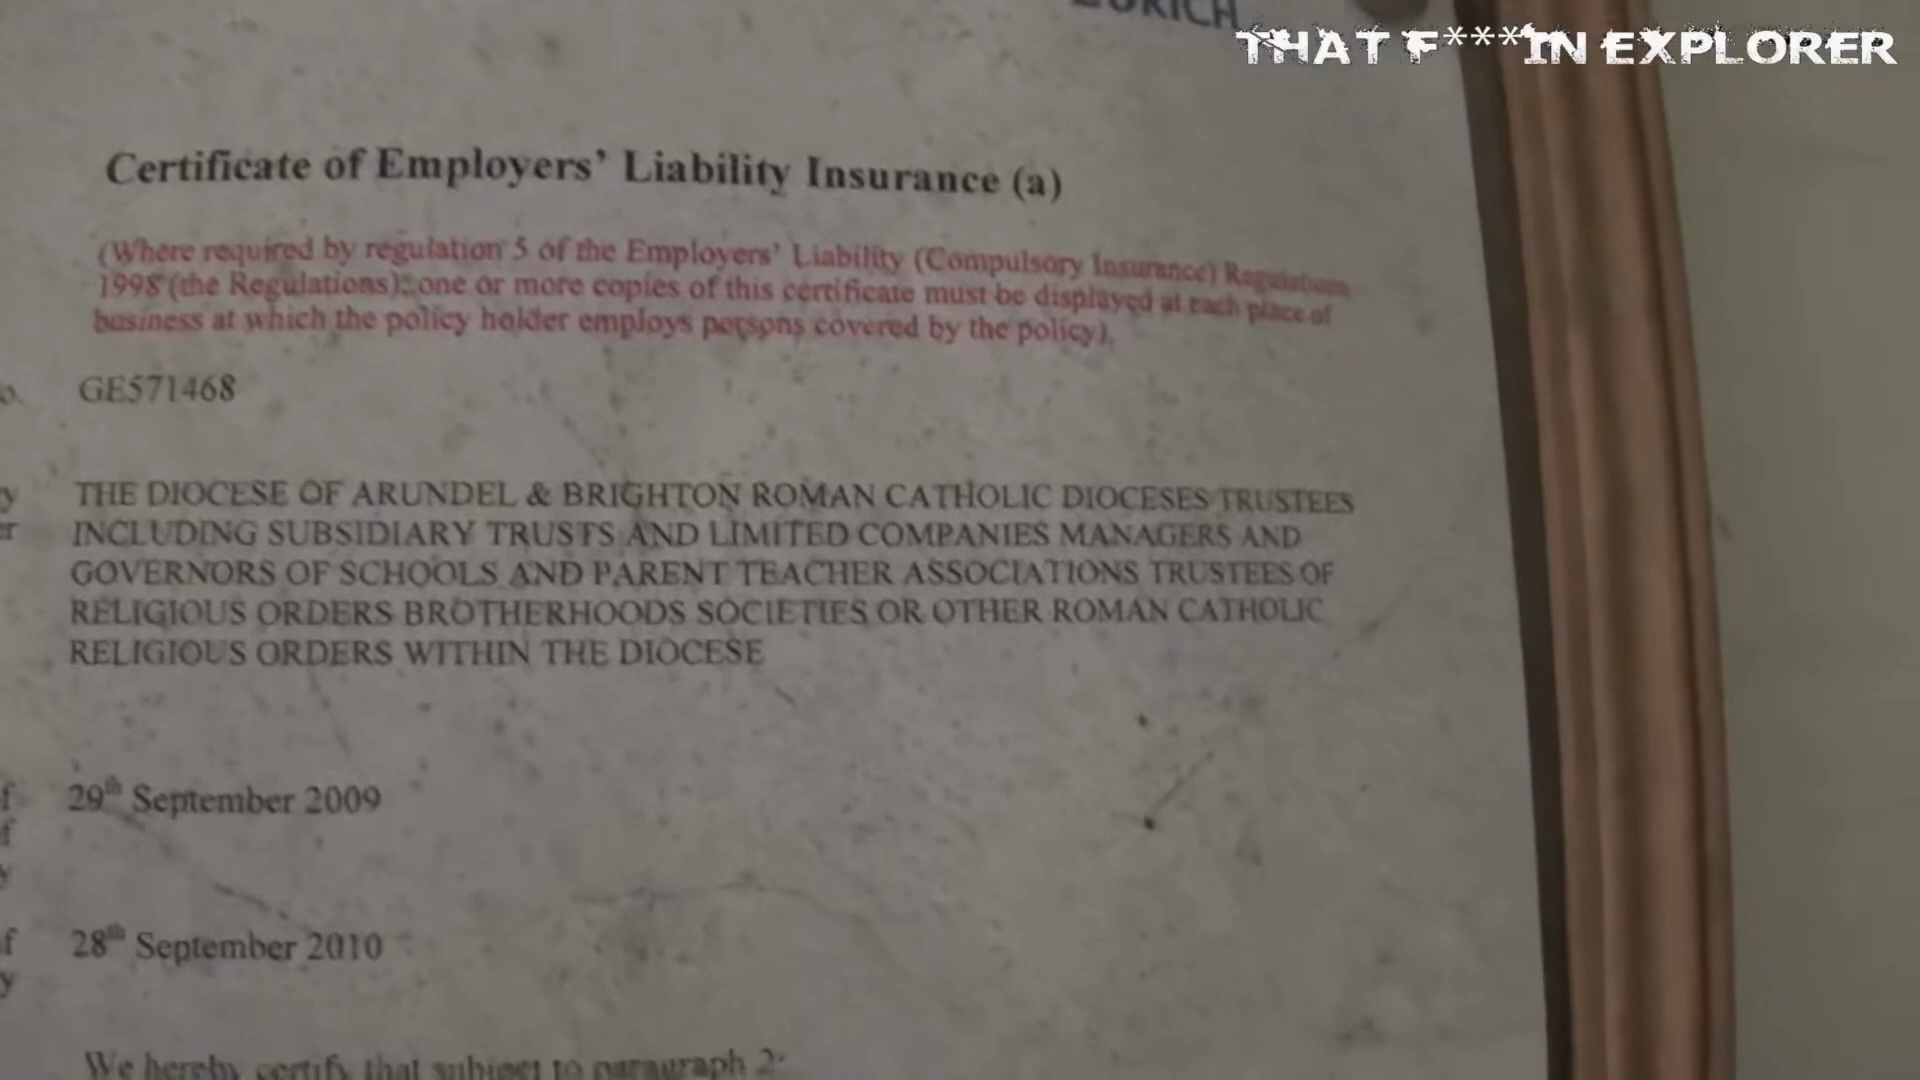 ZURICH
THAT F***IN EXPLORER
Certificate of Employers' Liability Insurance (a)
(Where required by regulation 5 of the Employers' Liability (Compulsory Insurance) Regulations
1998 (the Regulations), one or more copies of this certificate must be displayed at each place of
business at which the policy holder employs persons covered by the policy).
o. GE571468
y THE DIOCESE OF ARUNDEL & BRIGHTON ROMAN CATHOLIC DIOCESES TRUSTEES
er INCLUDING SUBSIDIARY TRUSTS AND LIMITED COMPANIES MANAGERS AND
GOVERNORS OF SCHOOLS AND PARENT TEACHER ASSOCIATIONS TRUSTEES OF
RELIGIOUS ORDERS BROTHERHOODS SOCIETIES OR OTHER ROMAN CATHOLIC
RELIGIOUS ORDERS WITHIN THE DIOCESE
f 29th September 2009
f
y
f 28th September 2010
y
We hereby certify that subject to paragraph 2: